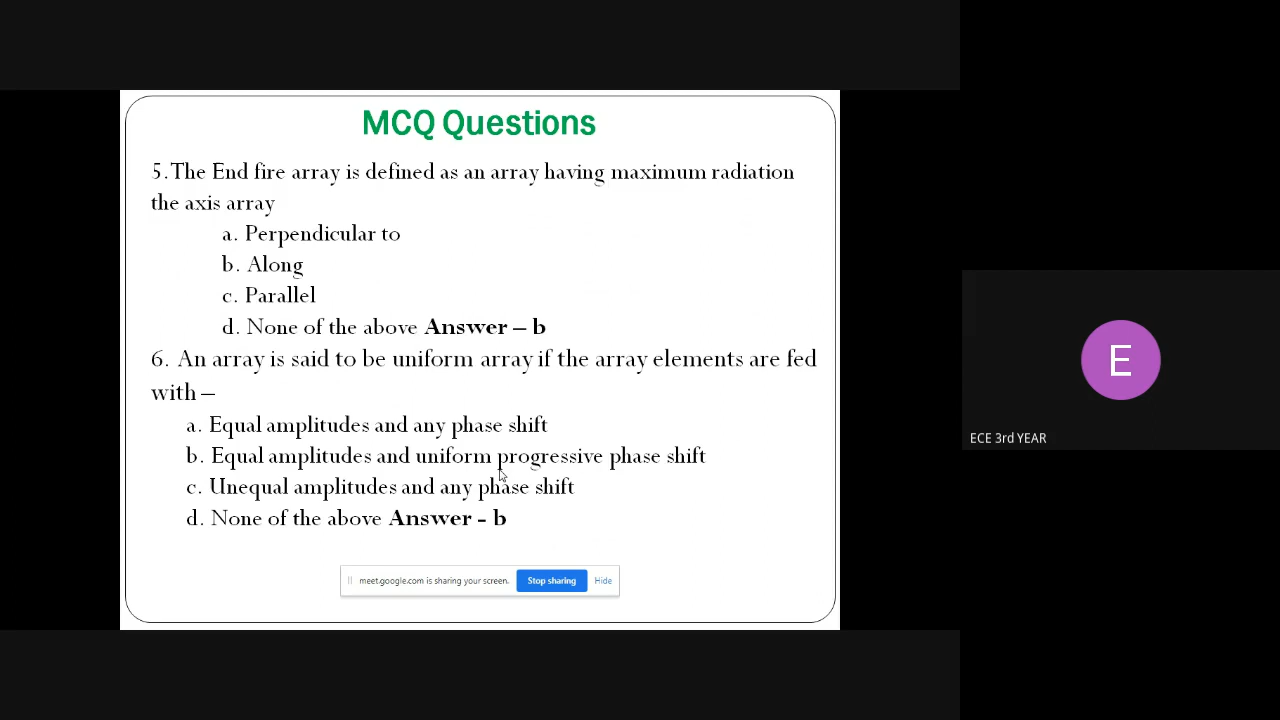 MCQ Questions
5.The End fire array is defined as an array having maximum radiation
the axis array
a. Perpendicular to
b. Along
c. Parallel
d. None of the above Answer – b
6. An array is said to be uniform array if the array elements are fed
with –
a. Equal amplitudes and any phase shift
b. Equal amplitudes and uniform progressive phase shift
c. Unequal amplitudes and any phase shift
d. None of the above Answer - b
meet.google.com is sharing your screen. Stop sharing Hide
E
ECE 3rd YEAR